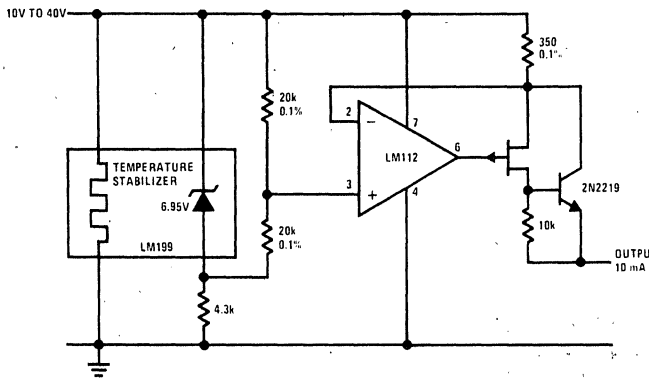 10V TO 40V
350
0.1%
20k
0.1%
2
7
6
LM112
3
4
TEMPERATURE
STABILIZER
6.95V
LM199
20k
0.1%
2N2219
10k
OUTPUT
10 mA
4.3k